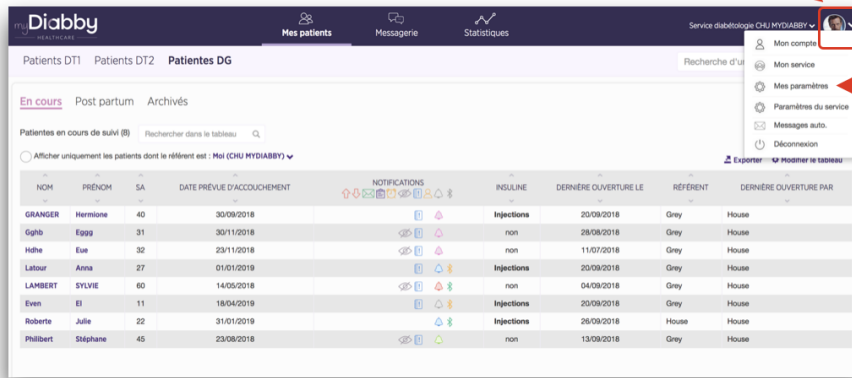 myDiabby
HEALTHCARE
Mes patients
Messagerie
Statistiques
Service diabétologie CHU MYDIABBY
Mon compte
Mon service
Mes paramètres
Paramètres du service
Messages auto.
Déconnexion
Patients DT1 Patients DT2 Patientes DG
Recherche d'u
En cours Post partum Archivés
Patientes en cours de suivi (8) Rechercher dans le tableau
Afficher uniquement les patients dont le référent est : Moi (CHU MYDIABBY)
Exporter Modifier le tableau
NOM PRÉNOM SA DATE PRÉVUE D'ACCOUCHEMENT NOTIFICATIONS INSULINE DERNIÈRE OUVERTURE LE RÉFÉRENT DERNIÈRE OUVERTURE PAR
GRANGER Hermione 40 30/09/2018 Injections 20/09/2018 Grey House
Gghb Eggg 31 30/11/2018 non 28/08/2018 Grey House
Hdhe Eue 32 23/11/2018 non 11/07/2018 Grey House
Latour Anna 27 01/01/2019 Injections 20/09/2018 Grey House
LAMBERT SYLVIE 60 14/05/2018 non 04/09/2018 Grey House
Even El 11 18/04/2019 Injections 20/09/2018 Grey House
Roberte Julie 22 31/01/2019 Injections 26/09/2018 House House
Philibert Stéphane 45 23/08/2018 non 13/09/2018 Grey House